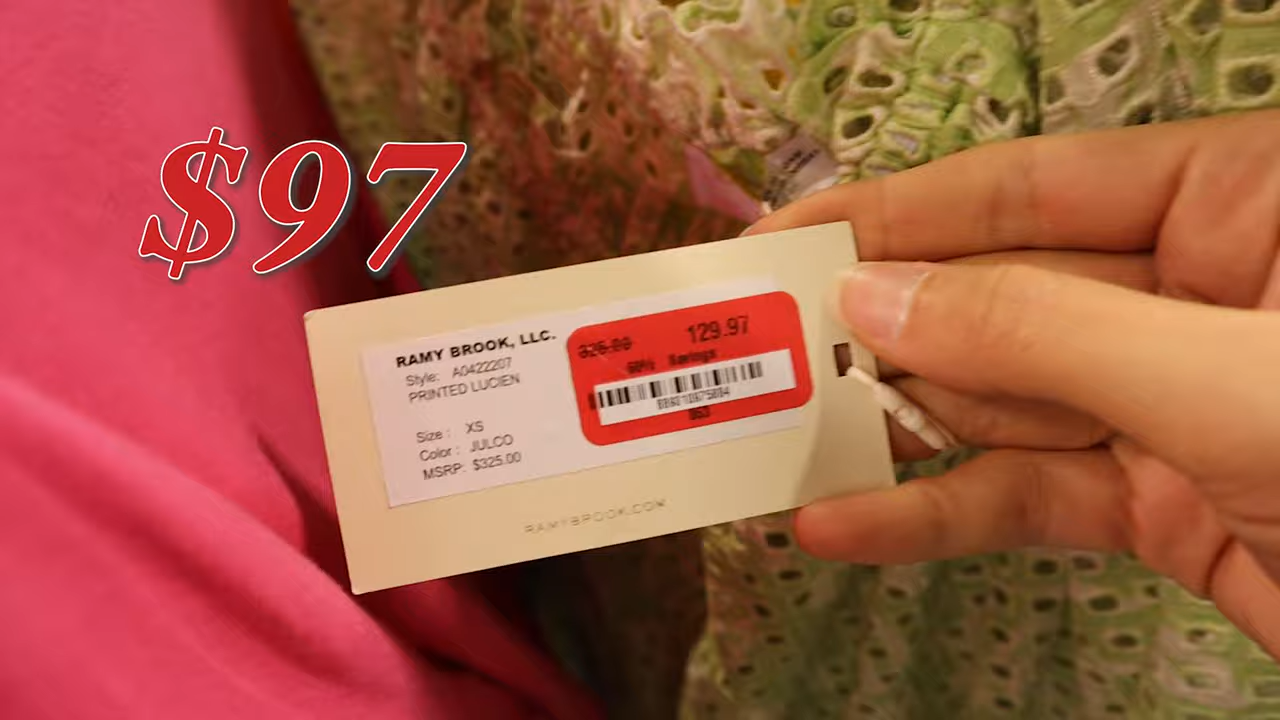 $97
RAMY BROOK, LLC.
Style: A0422207
PRINTED LUCIEN
Size : XS
Color : JULCO
MSRP: $325.00
325.00 129.97
60% Savings
RAMYBROOK.COM